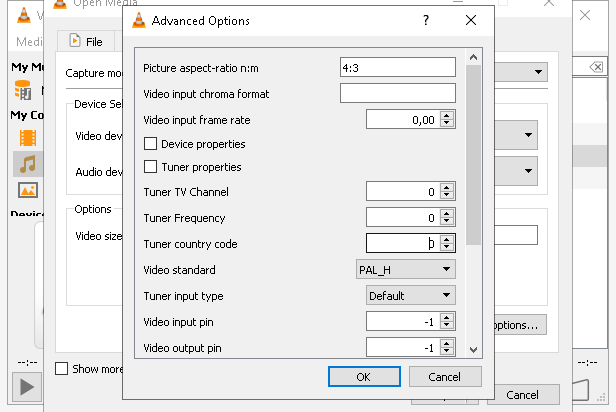 Open Media
Advanced Options
?
Medi
File
My Mu
Capture mo
Picture aspect-ratio n:m
4:3
Video input chroma format
Device Sel
Video input frame rate
0,00
My Co
Video dev
Device properties
Tuner properties
Audio devi
Tuner TV Channel
0
Options
Tuner Frequency
0
Video size
Tuner country code
0
Video standard
PAL_H
Tuner input type
Default
Video input pin
-1
options...
Video output pin
-1
--:--
--:--
Show more
OK
Cancel
Cancel